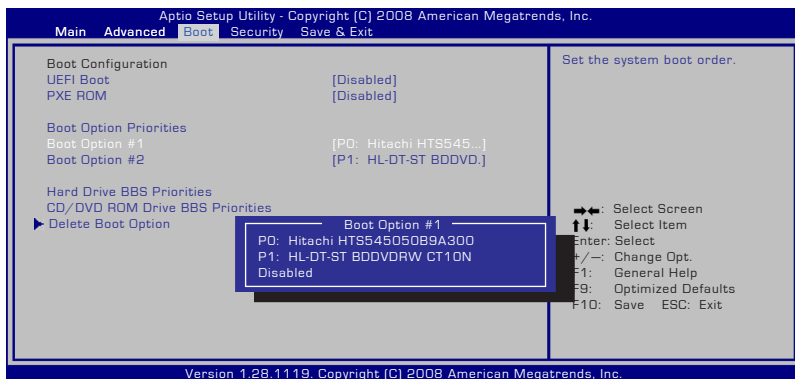 Aptio Setup Utility - Copyright (C) 2008 American Megatrends, Inc.
Main Advanced Boot Security Save & Exit
Boot Configuration
UEFI Boot [Disabled]
PXE ROM [Disabled]
Boot Option Priorities
Boot Option #1 [P0: Hitachi HTS545...]
Boot Option #2 [P1: HL-DT-ST BDDVD.]
Hard Drive BBS Priorities
CD/DVD ROM Drive BBS Priorities
Delete Boot Option
Boot Option #1
P0: Hitachi HTS545050B9A300
P1: HL-DT-ST BDDVDRW CT10N
Disabled
Set the system boot order.
→←: Select Screen
↑↓: Select Item
Enter: Select
+/—: Change Opt.
F1: General Help
F9: Optimized Defaults
F10: Save ESC: Exit
Version 1.28.1119. Copyright (C) 2008 American Megatrends, Inc.